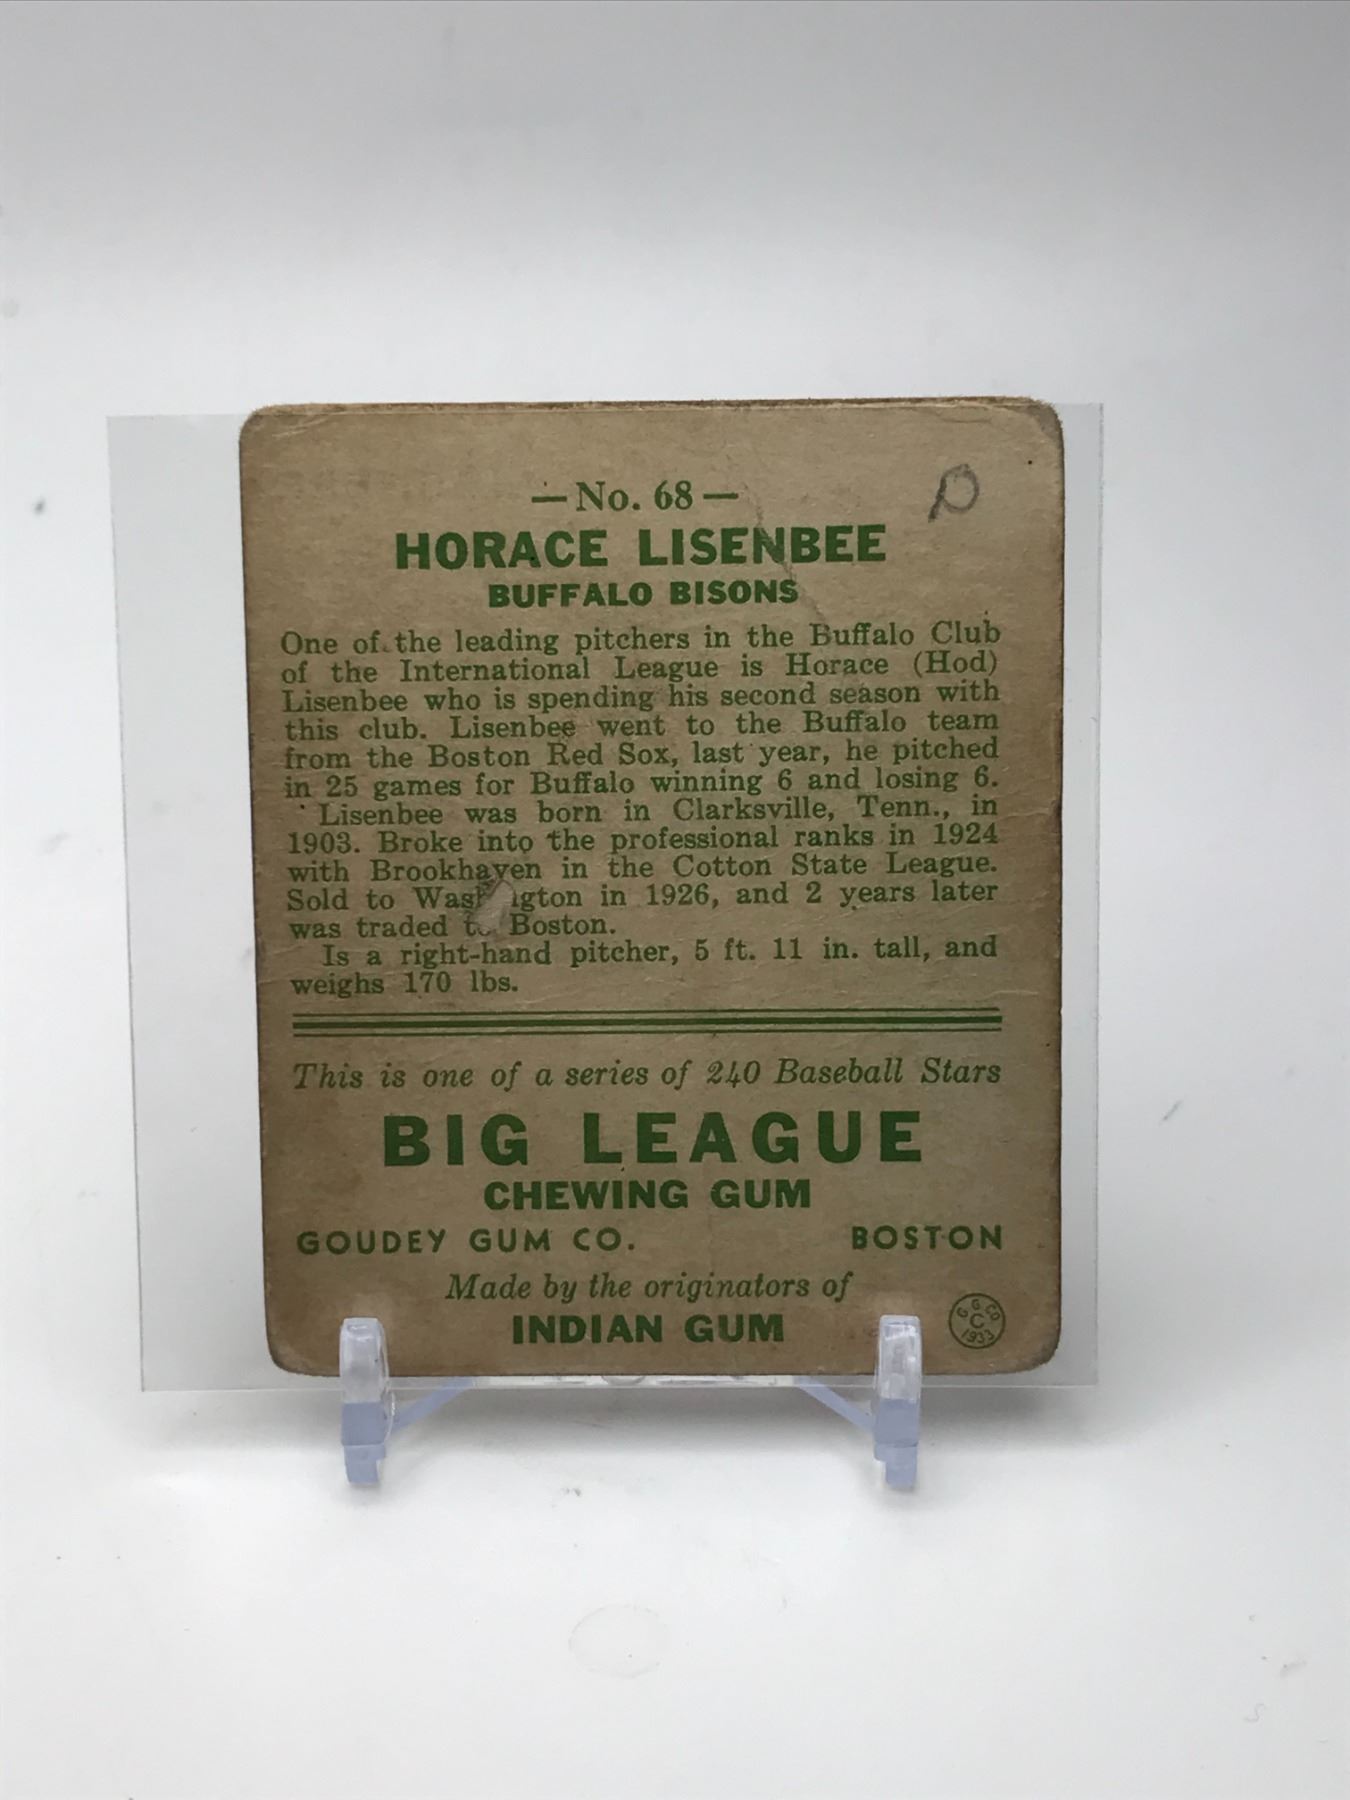 — No. 68 —
HORACE LISENBEE
BUFFALO BISONS
One of the leading pitchers in the Buffalo Club
of the International League is Horace (Hod)
Lisenbee who is spending his second season with
this club. Lisenbee went to the Buffalo team
from the Boston Red Sox, last year, he pitched
in 25 games for Buffalo winning 6 and losing 6.
Lisenbee was born in Clarksville, Tenn., in
1903. Broke into the professional ranks in 1924
with Brookhaven in the Cotton State League.
Sold to Washington in 1926, and 2 years later
was traded to Boston.
Is a right-hand pitcher, 5 ft. 11 in. tall, and
weighs 170 lbs.
This is one of a series of 240 Baseball Stars
BIG LEAGUE
CHEWING GUM
GOUDEY GUM CO. BOSTON
Made by the originators of
INDIAN GUM
G. G. CO.
C
1933